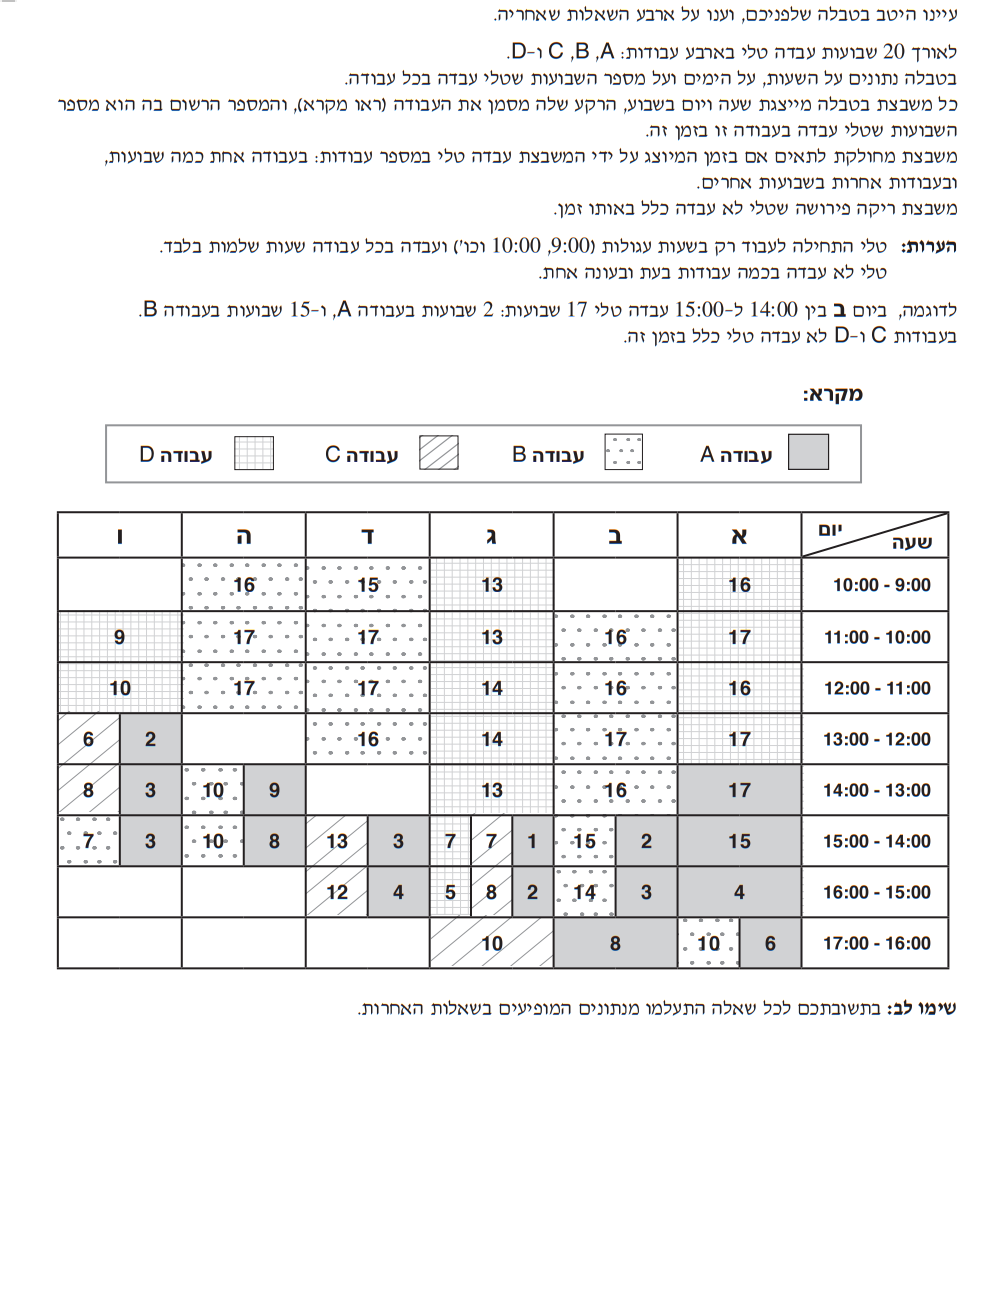 עיינו היטב בטבלה שלפניכם, וענו על ארבע השאלות שאחריה.
לאורך 20 שבועות עבדה טלי בארבע עבודות: A, B, C ו-D.
בטבלה נתונים על השעות, על הימים ועל מספר השבועות שטלי עבדה בכל עבודה.
כל משבצת בטבלה מייצגת שעה ויום בשבוע, הרקע שלה מסמן את העבודה (ראו מקרא), והמספר הרשום בה הוא מספר
השבועות שטלי עבדה בעבודה זו בזמן זה.
משבצת מחולקת לתאים אם בזמן המיוצג על ידי המשבצת עבדה טלי במספר עבודות: בעבודה אחת כמה שבועות,
ובעבודות אחרות בשבועות אחרים.
משבצת ריקה פירושה שטלי לא עבדה כלל באותו זמן.
הערות: טלי התחילה לעבוד רק בשעות עגולות (9:00, 10:00 וכו') ועבדה בכל עבודה שעות שלמות בלבד.
טלי לא עבדה בכמה עבודות בעת ובעונה אחת.
לדוגמה, ביום ב בין 14:00 ל-15:00 עבדה טלי 17 שבועות: 2 שבועות בעבודה A, ו-15 שבועות בעבודה B.
בעבודות C ו-D לא עבדה טלי כלל בזמן זה.
מקרא:
עבודה A עבודה B עבודה C עבודה D
יום שעה א ב ג ד ה ו
9:00 - 10:00 16 13 15 16
10:00 - 11:00 17 16 13 17 17 9
11:00 - 12:00 16 16 14 17 17 10
12:00 - 13:00 17 17 14 16 2 6
13:00 - 14:00 17 16 13 9 10 3 8
14:00 - 15:00 15 2 15 1 7 7 3 13 8 10 3 7
15:00 - 16:00 4 3 14 2 8 5 4 12
16:00 - 17:00 6 10 8 10
שימו לב: בתשובתכם לכל שאלה התעלמו מנתונים המופיעים בשאלות האחרות.